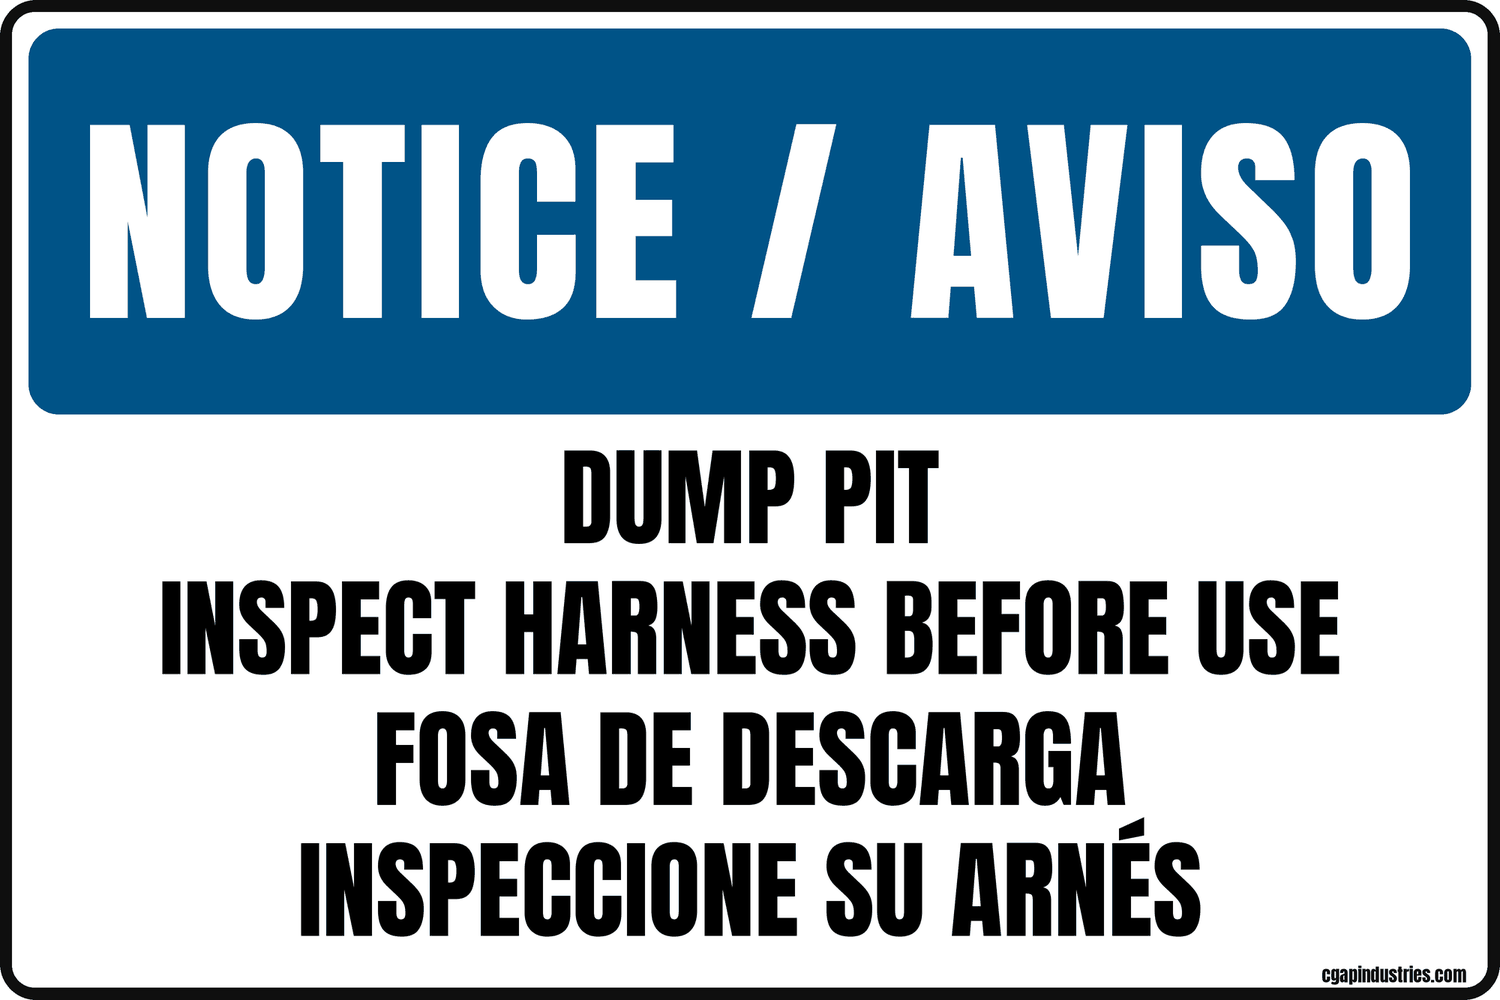 NOTICE / AVISO
DUMP PIT
INSPECT HARNESS BEFORE USE
FOSA DE DESCARGA
INSPECCIONE SU ARNÉS
cgapindustries.com